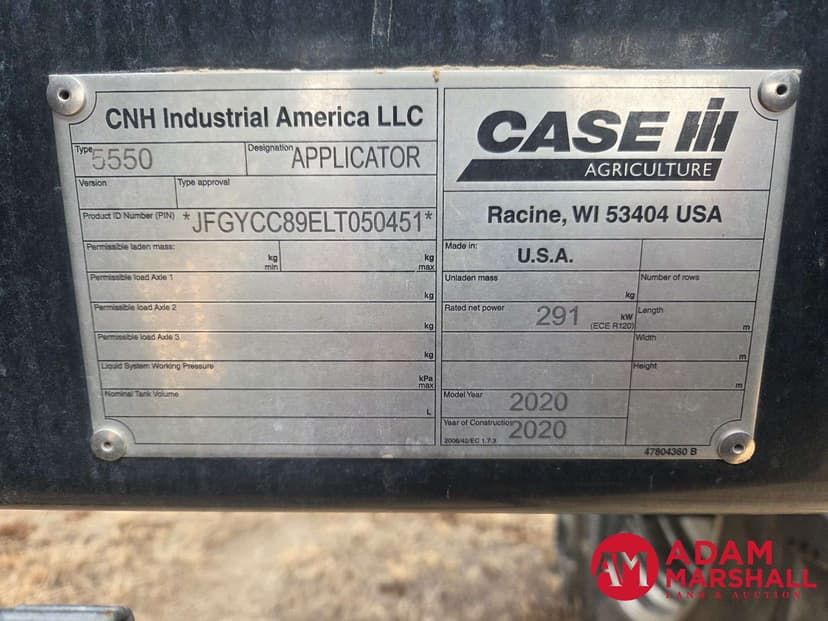 CNH Industrial America LLC
Type 5550
Designation APPLICATOR
Version
Type approval
Product ID Number (PIN) *JFGYCC89ELT050451*
Permissible laden mass:
kg min
kg max
Permissible load Axle 1
kg
Permissible load Axle 2
kg
Permissible load Axle 3
kg
Liquid System Working Pressure
kPa max
Nominal Tank Volume
L
CASE IH
AGRICULTURE
Racine, WI 53404 USA
Made in: U.S.A.
Unladen mass
kg
Number of rows
Rated net power 291 kW
(ECE R120)
Length
m
Width
m
Height
m
Model Year 2020
Year of Construction 2020
2006/42/EC 1.7.3
47804360 B
AM ADAM
MARSHALL
LAND & AUCTION